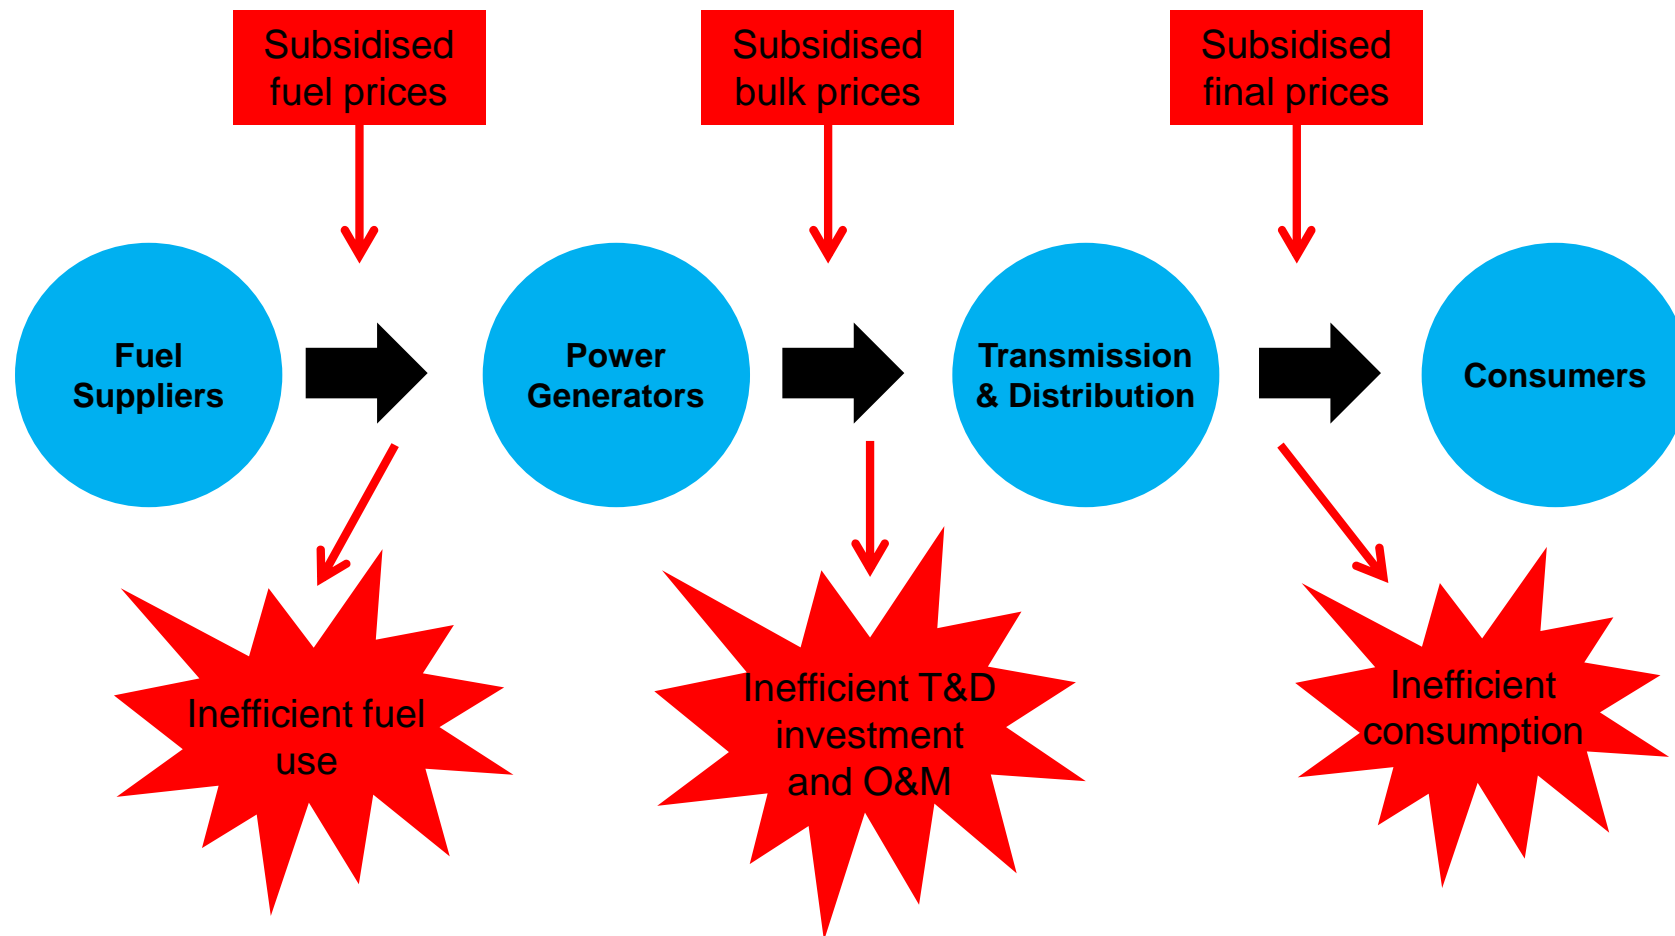 Subsidised
fuel prices
Subsidised
bulk prices
Subsidised
final prices
Fuel
Suppliers
Power
Generators
Transmission
& Distribution
Consumers
Inefficient fuel
use
Inefficient T&D
investment
and O&M
Inefficient
consumption